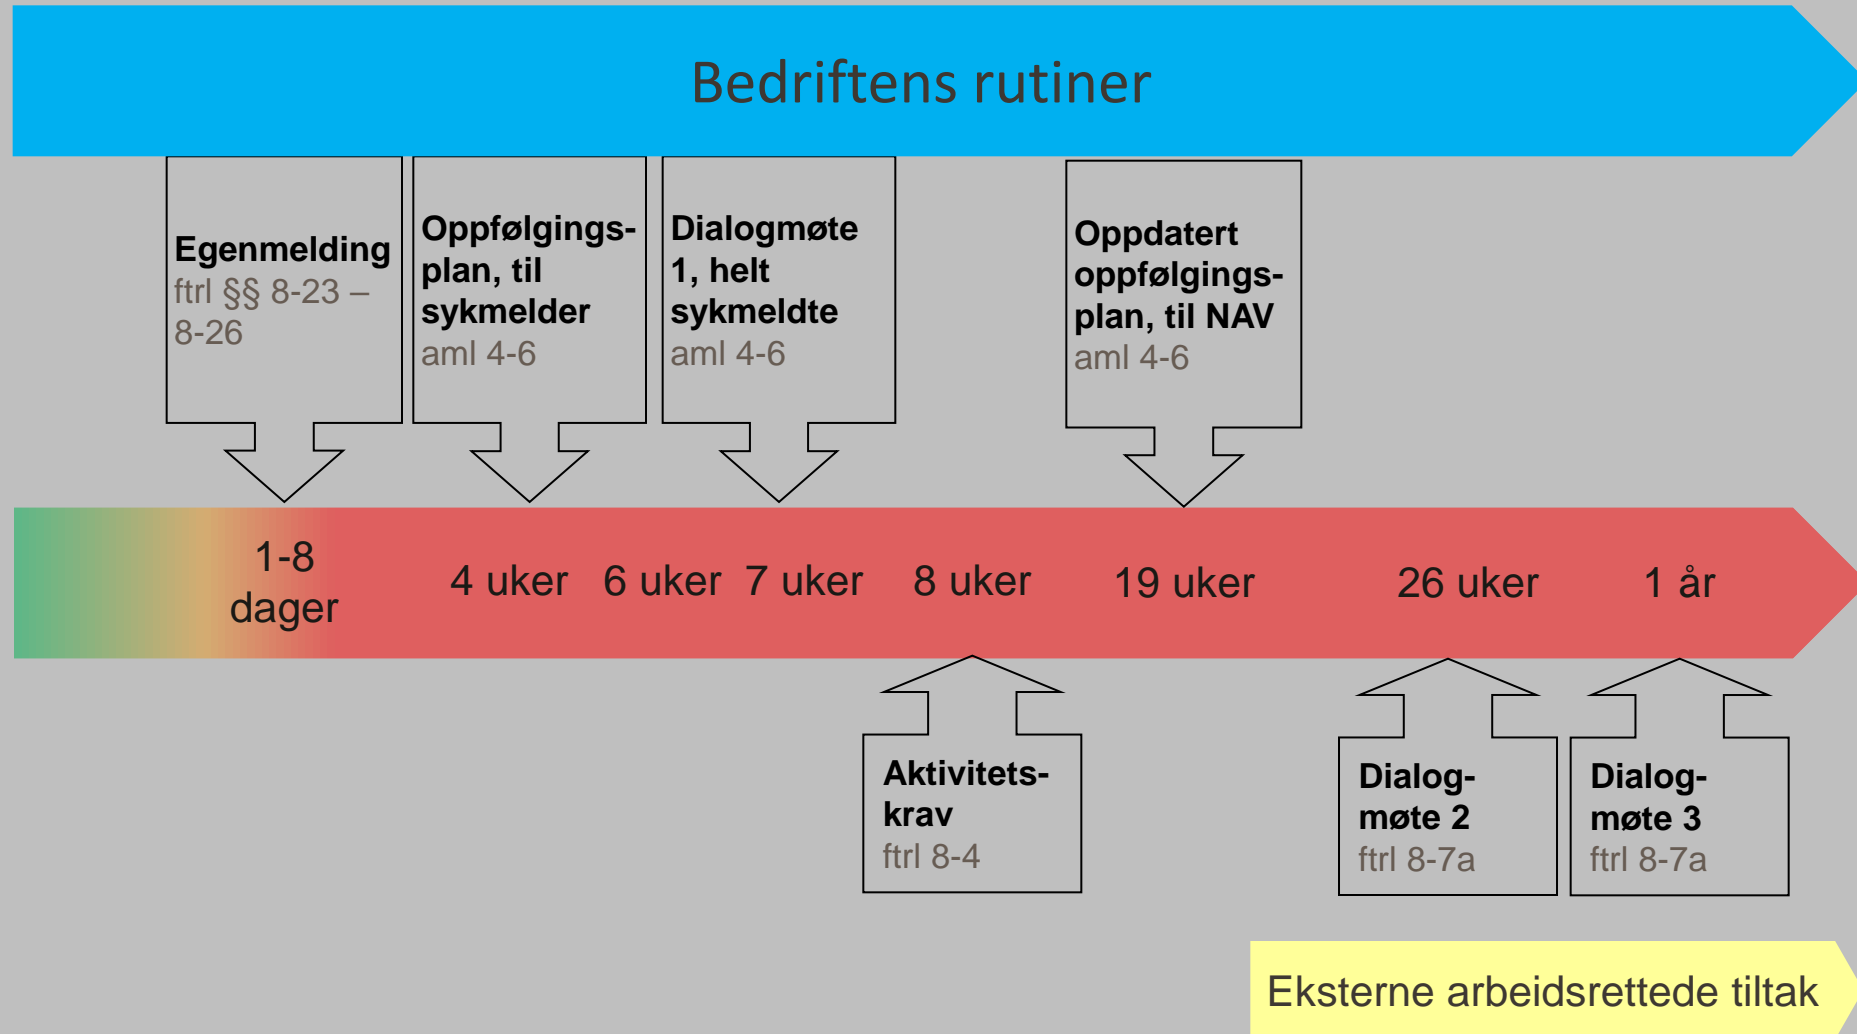 Bedriftens rutiner
Egenmelding
ftrl §§ 8-23 –
8-26
Oppfølgings-
plan, til
sykmelder
aml 4-6
Dialogmøte
1, helt
sykmeldte
aml 4-6
Oppdatert
oppfølgings-
plan, til NAV
aml 4-6
1-8
dager
4 uker
6 uker
7 uker
8 uker
19 uker
26 uker
1 år
Aktivitets-
krav
ftrl 8-4
Dialog-
møte 2
ftrl 8-7a
Dialog-
møte 3
ftrl 8-7a
Eksterne arbeidsrettede tiltak